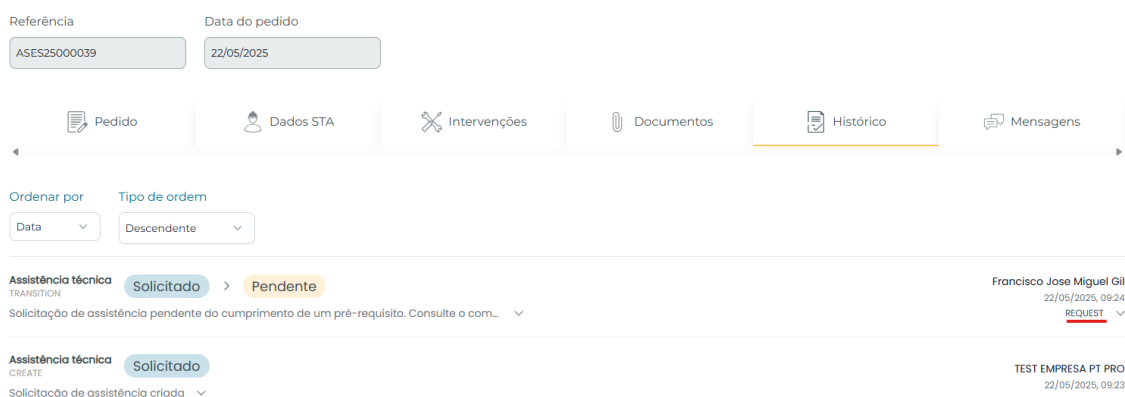 Referência
Data do pedido
ASES25000039
22/05/2025
Pedido
Dados STA
Intervenções
Documentos
Histórico
Mensagens
Ordenar por
Tipo de ordem
Data
Descendente
Assistência técnica
TRANSITION
Solicitado > Pendente
Francisco Jose Miguel Gil
22/05/2025, 09:24
Solicitação de assistência pendente do cumprimento de um pré-requisito. Consulte o com...
REQUEST
Assistência técnica
CREATE
Solicitado
TEST EMPRESA PT PRO
22/05/2025, 09:23
Solicitação de assistência criada